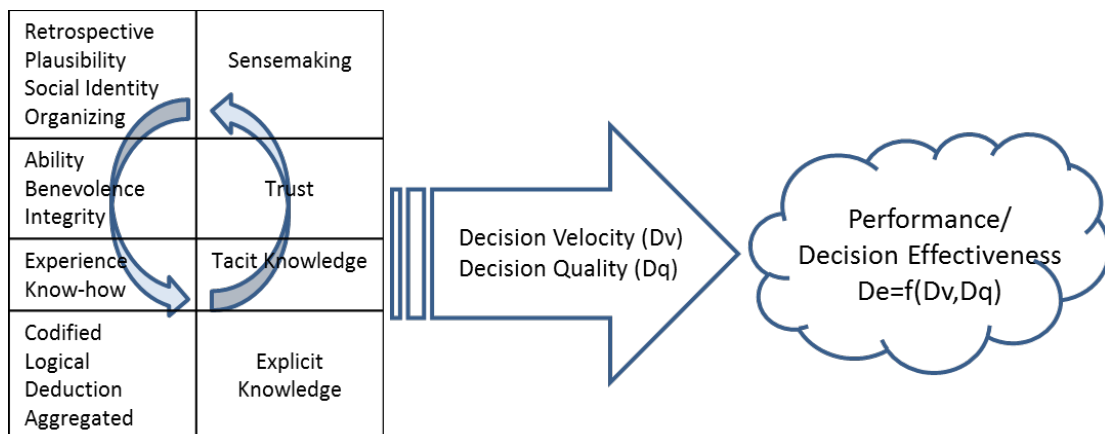 Retrospective
Plausibility
Social Identity
Organizing
Sensemaking
Ability
Benevolence
Integrity
Trust
Experience
Know-how
Tacit Knowledge
Codified
Logical
Deduction
Aggregated
Explicit
Knowledge
Decision Velocity (Dv)
Decision Quality (Dq)
Performance/
Decision Effectiveness
De=f(Dv,Dq)